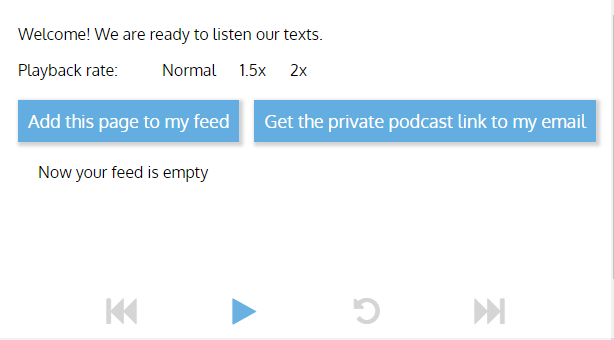 Welcome! We are ready to listen our texts.
Playback rate: Normal 1.5x 2x
Add this page to my feed Get the private podcast link to my email
Now your feed is empty